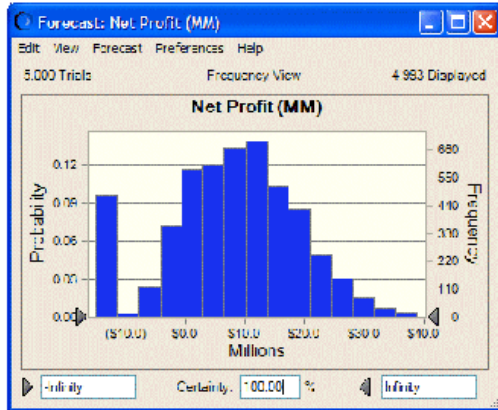 Forecast: Net Profit (MM)
Edit View Forecast Preferences Help
5,000 Trials Frequency View 4,993 Displayed
Net Profit (MM)
0.12
0.09
0.06
0.03
0.00
Probability
680
550
440
330
220
110
0
Frequency
($10.0) $0.0 $10.0 $20.0 $30.0 $40.0
Millions
-Infinity Certainty: 100.00 % Infinity